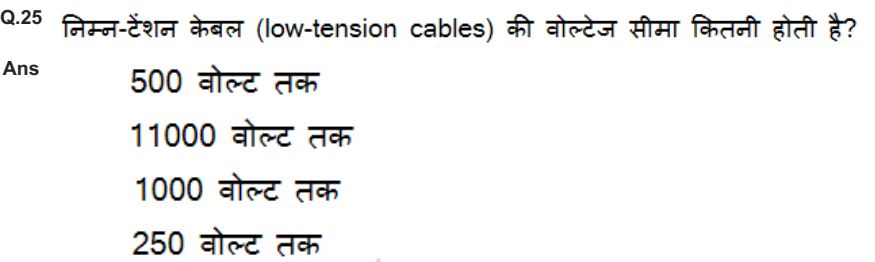 Q.25 निम्न-टेंशन केबल (low-tension cables) की वोल्टेज सीमा कितनी होती है?
Ans
500 वोल्ट तक
11000 वोल्ट तक
1000 वोल्ट तक
250 वोल्ट तक